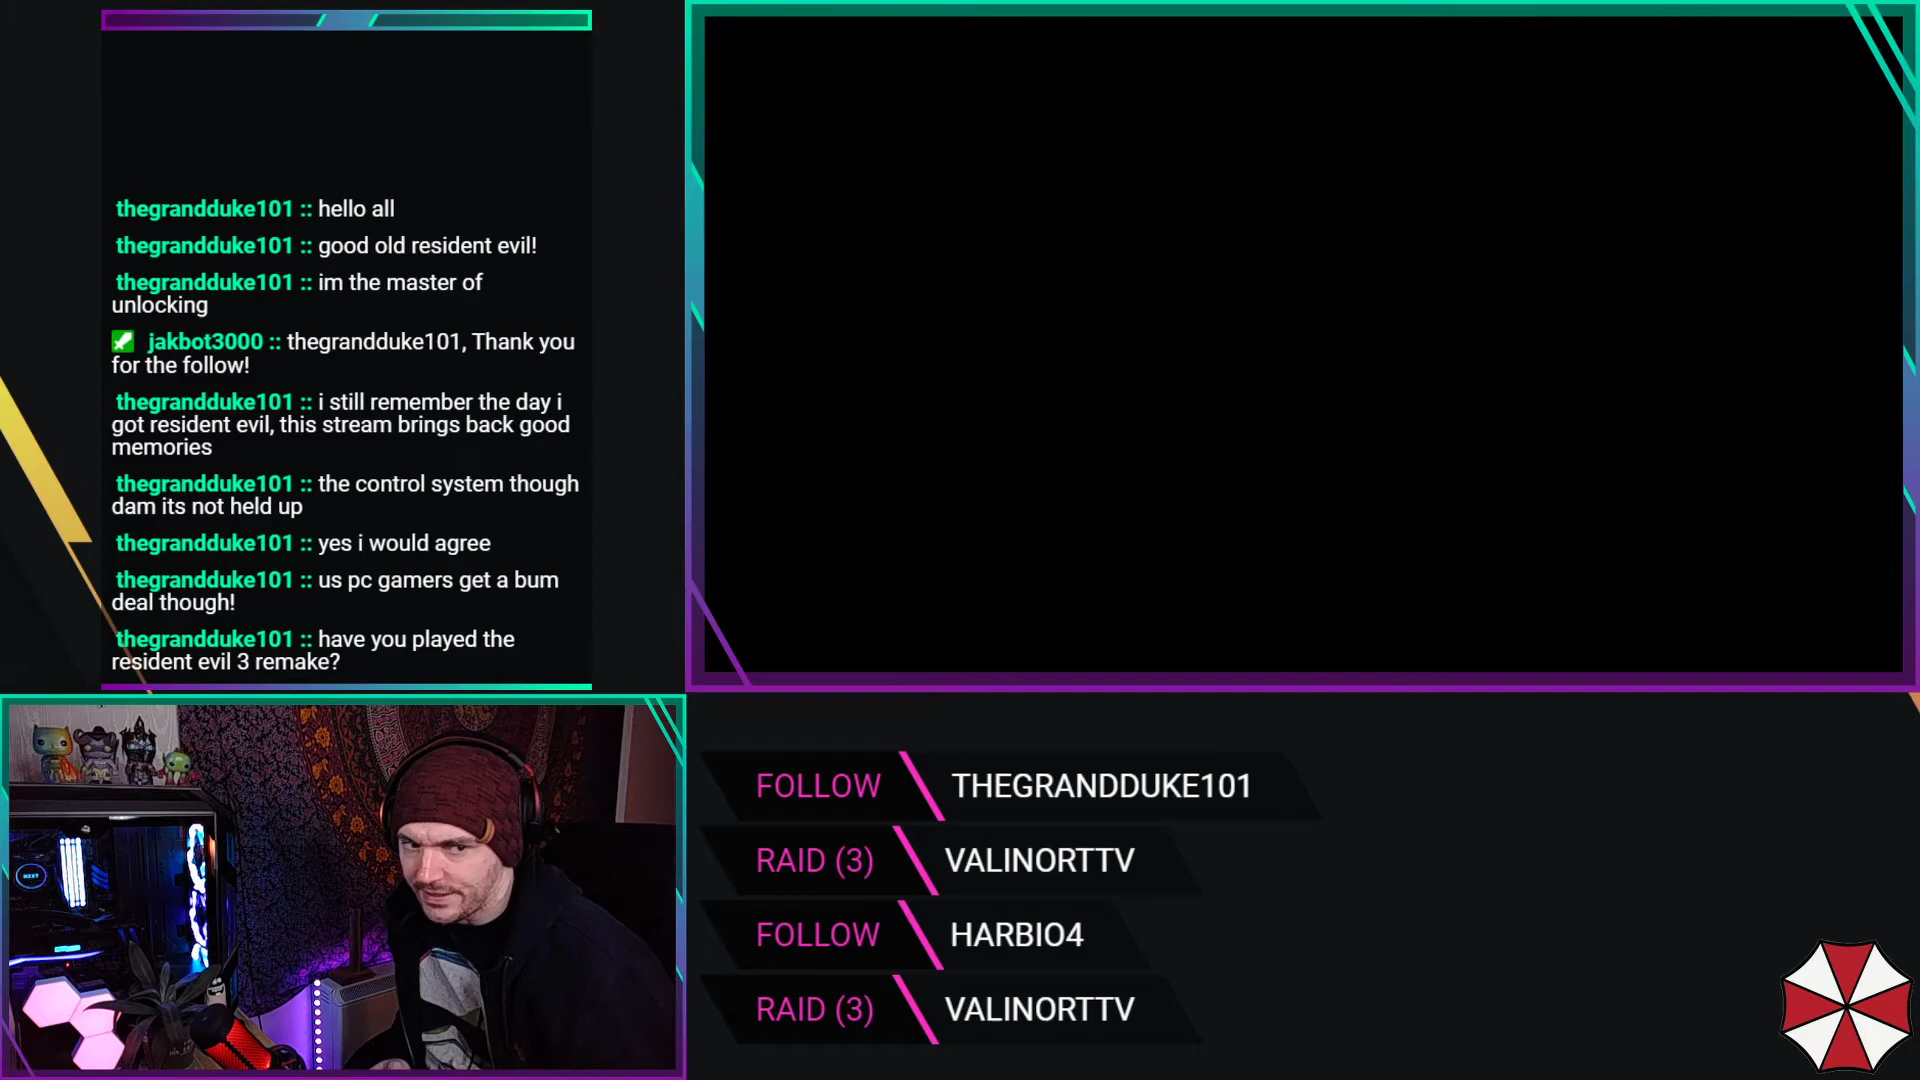 thegrandduke101 :: hello all
thegrandduke101 :: good old resident evil!
thegrandduke101 :: im the master of
unlocking
jakbot3000 :: thegrandduke101, Thank you
for the follow!
thegrandduke101 :: i still remember the day i
got resident evil, this stream brings back good
memories
thegrandduke101 :: the control system though
dam its not held up
thegrandduke101 :: yes i would agree
thegrandduke101 :: us pc gamers get a bum
deal though!
thegrandduke101 :: have you played the
resident evil 3 remake?
NZXT
FOLLOW THEGRANDDUKE101
RAID (3) VALINORTTV
FOLLOW HARBIO4
RAID (3) VALINORTTV